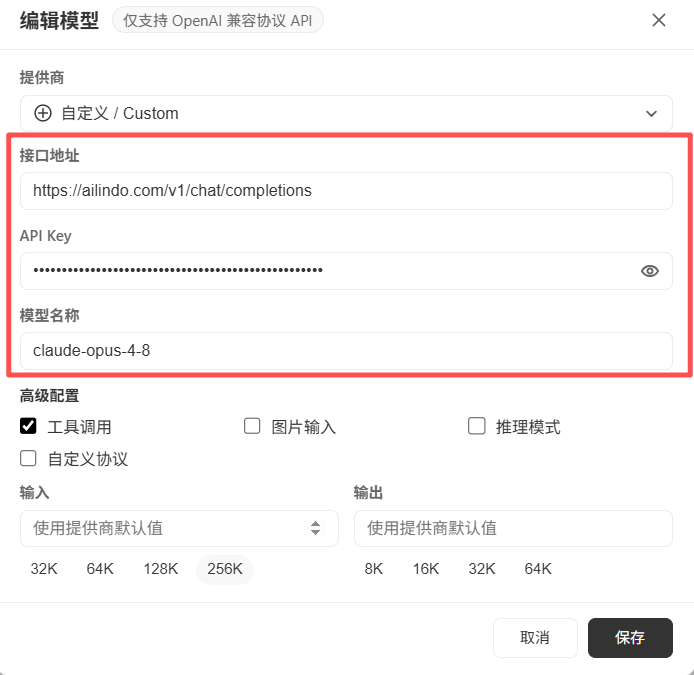 编辑模型 仅支持 OpenAI 兼容协议 API
提供商
自定义 / Custom
接口地址
https://ailindo.com/v1/chat/completions
API Key
••••••••••••••••••••••••••••••••••••••••••••••••••
模型名称
claude-opus-4-8
高级配置
工具调用 图片输入 推理模式
自定义协议
输入 输出
使用提供商默认值 使用提供商默认值
32K 64K 128K 256K 8K 16K 32K 64K
取消 保存